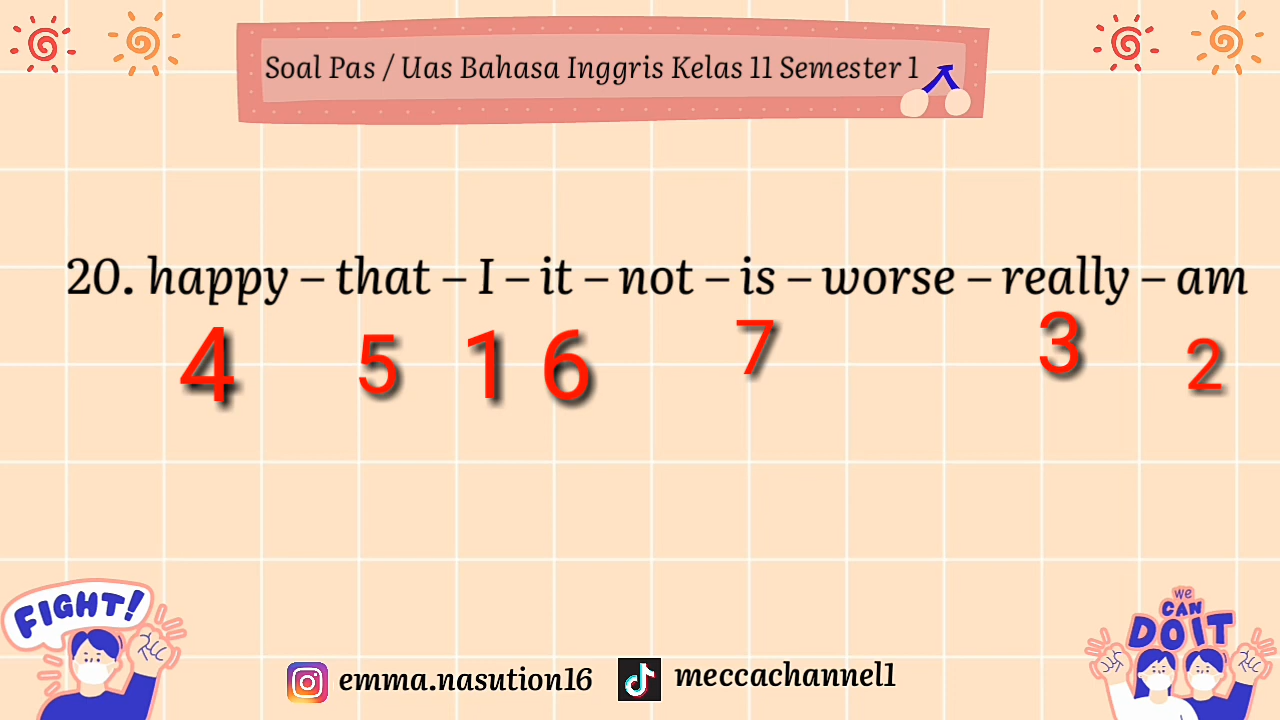 Soal Pas / Uas Bahasa Inggris Kelas 11 Semester 1
20. happy – that – I – it – not – is – worse – really – am
4 5 1 6 7 3 2
FIGHT!
WE
CAN
DO IT
emma.nasution16
meccachannel1